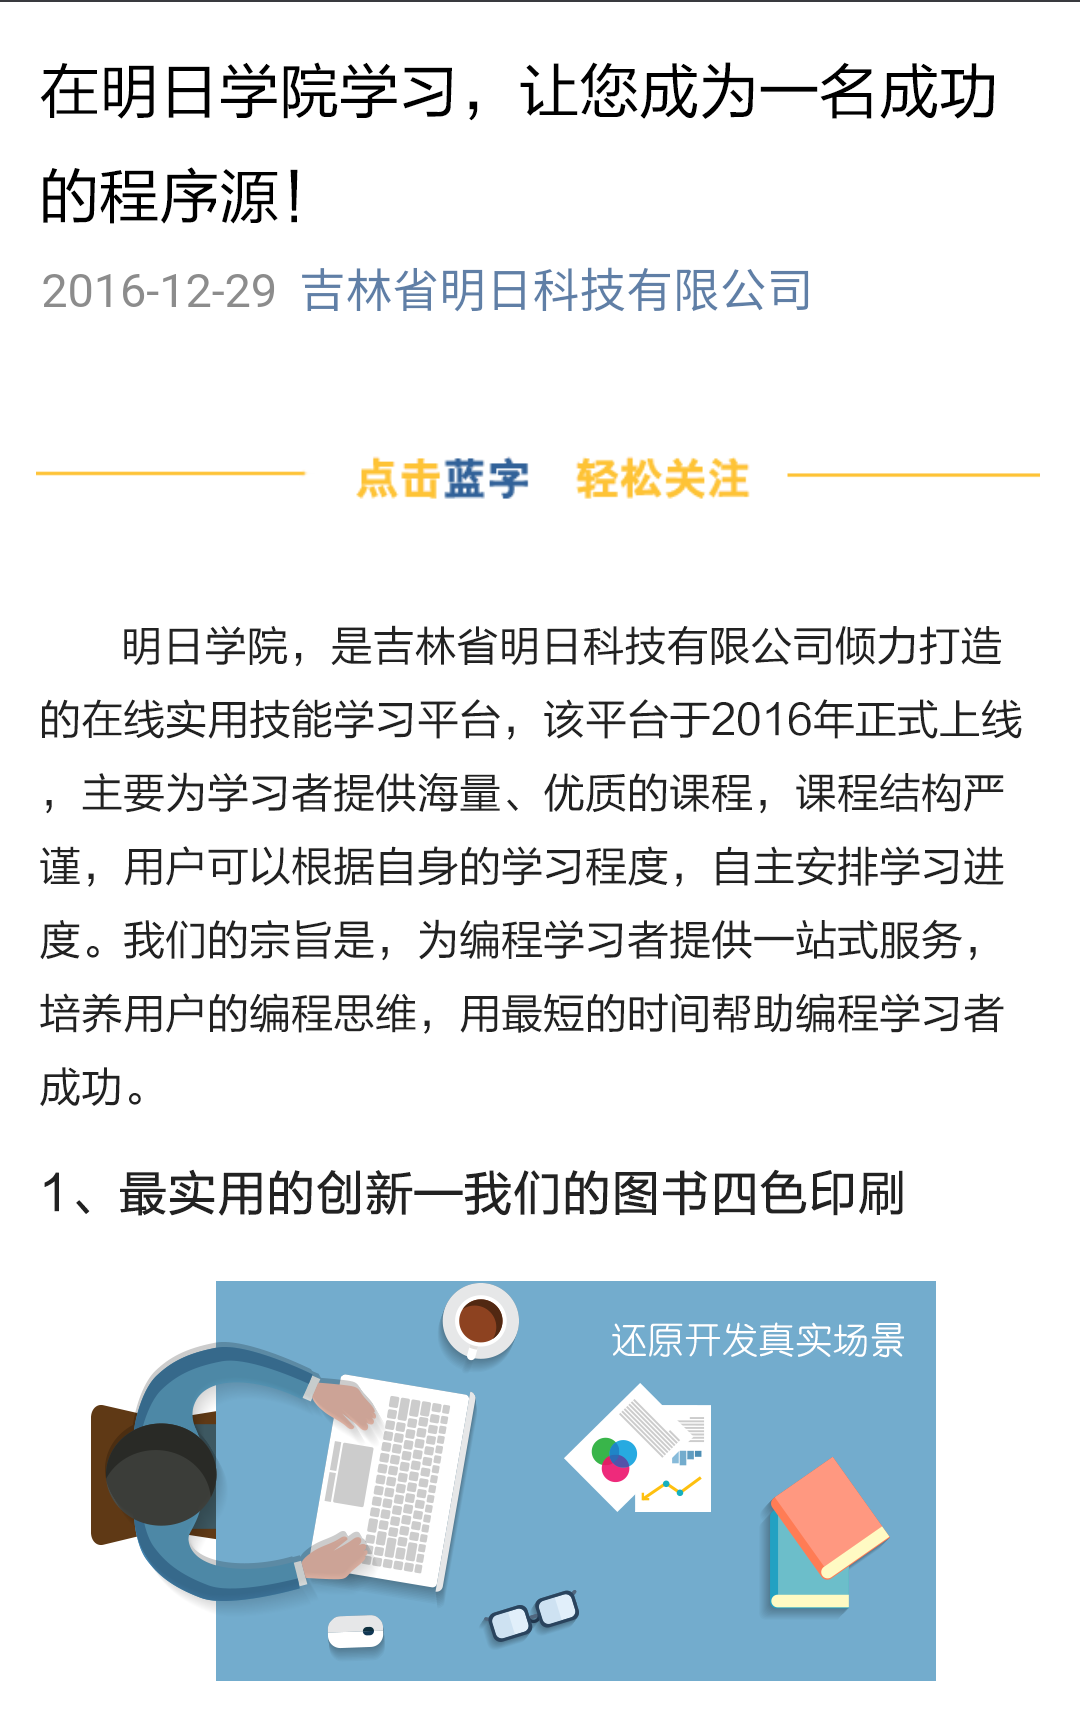 在明日学院学习，让您成为一名成功
的程序源！
2016-12-29 吉林省明日科技有限公司
点击蓝字 轻松关注
明日学院，是吉林省明日科技有限公司倾力打造
的在线实用技能学习平台，该平台于2016年正式上线
，主要为学习者提供海量、优质的课程，课程结构严
谨，用户可以根据自身的学习程度，自主安排学习进
度。我们的宗旨是，为编程学习者提供一站式服务，
培养用户的编程思维，用最短的时间帮助编程学习者
成功。
1、最实用的创新—我们的图书四色印刷
还原开发真实场景